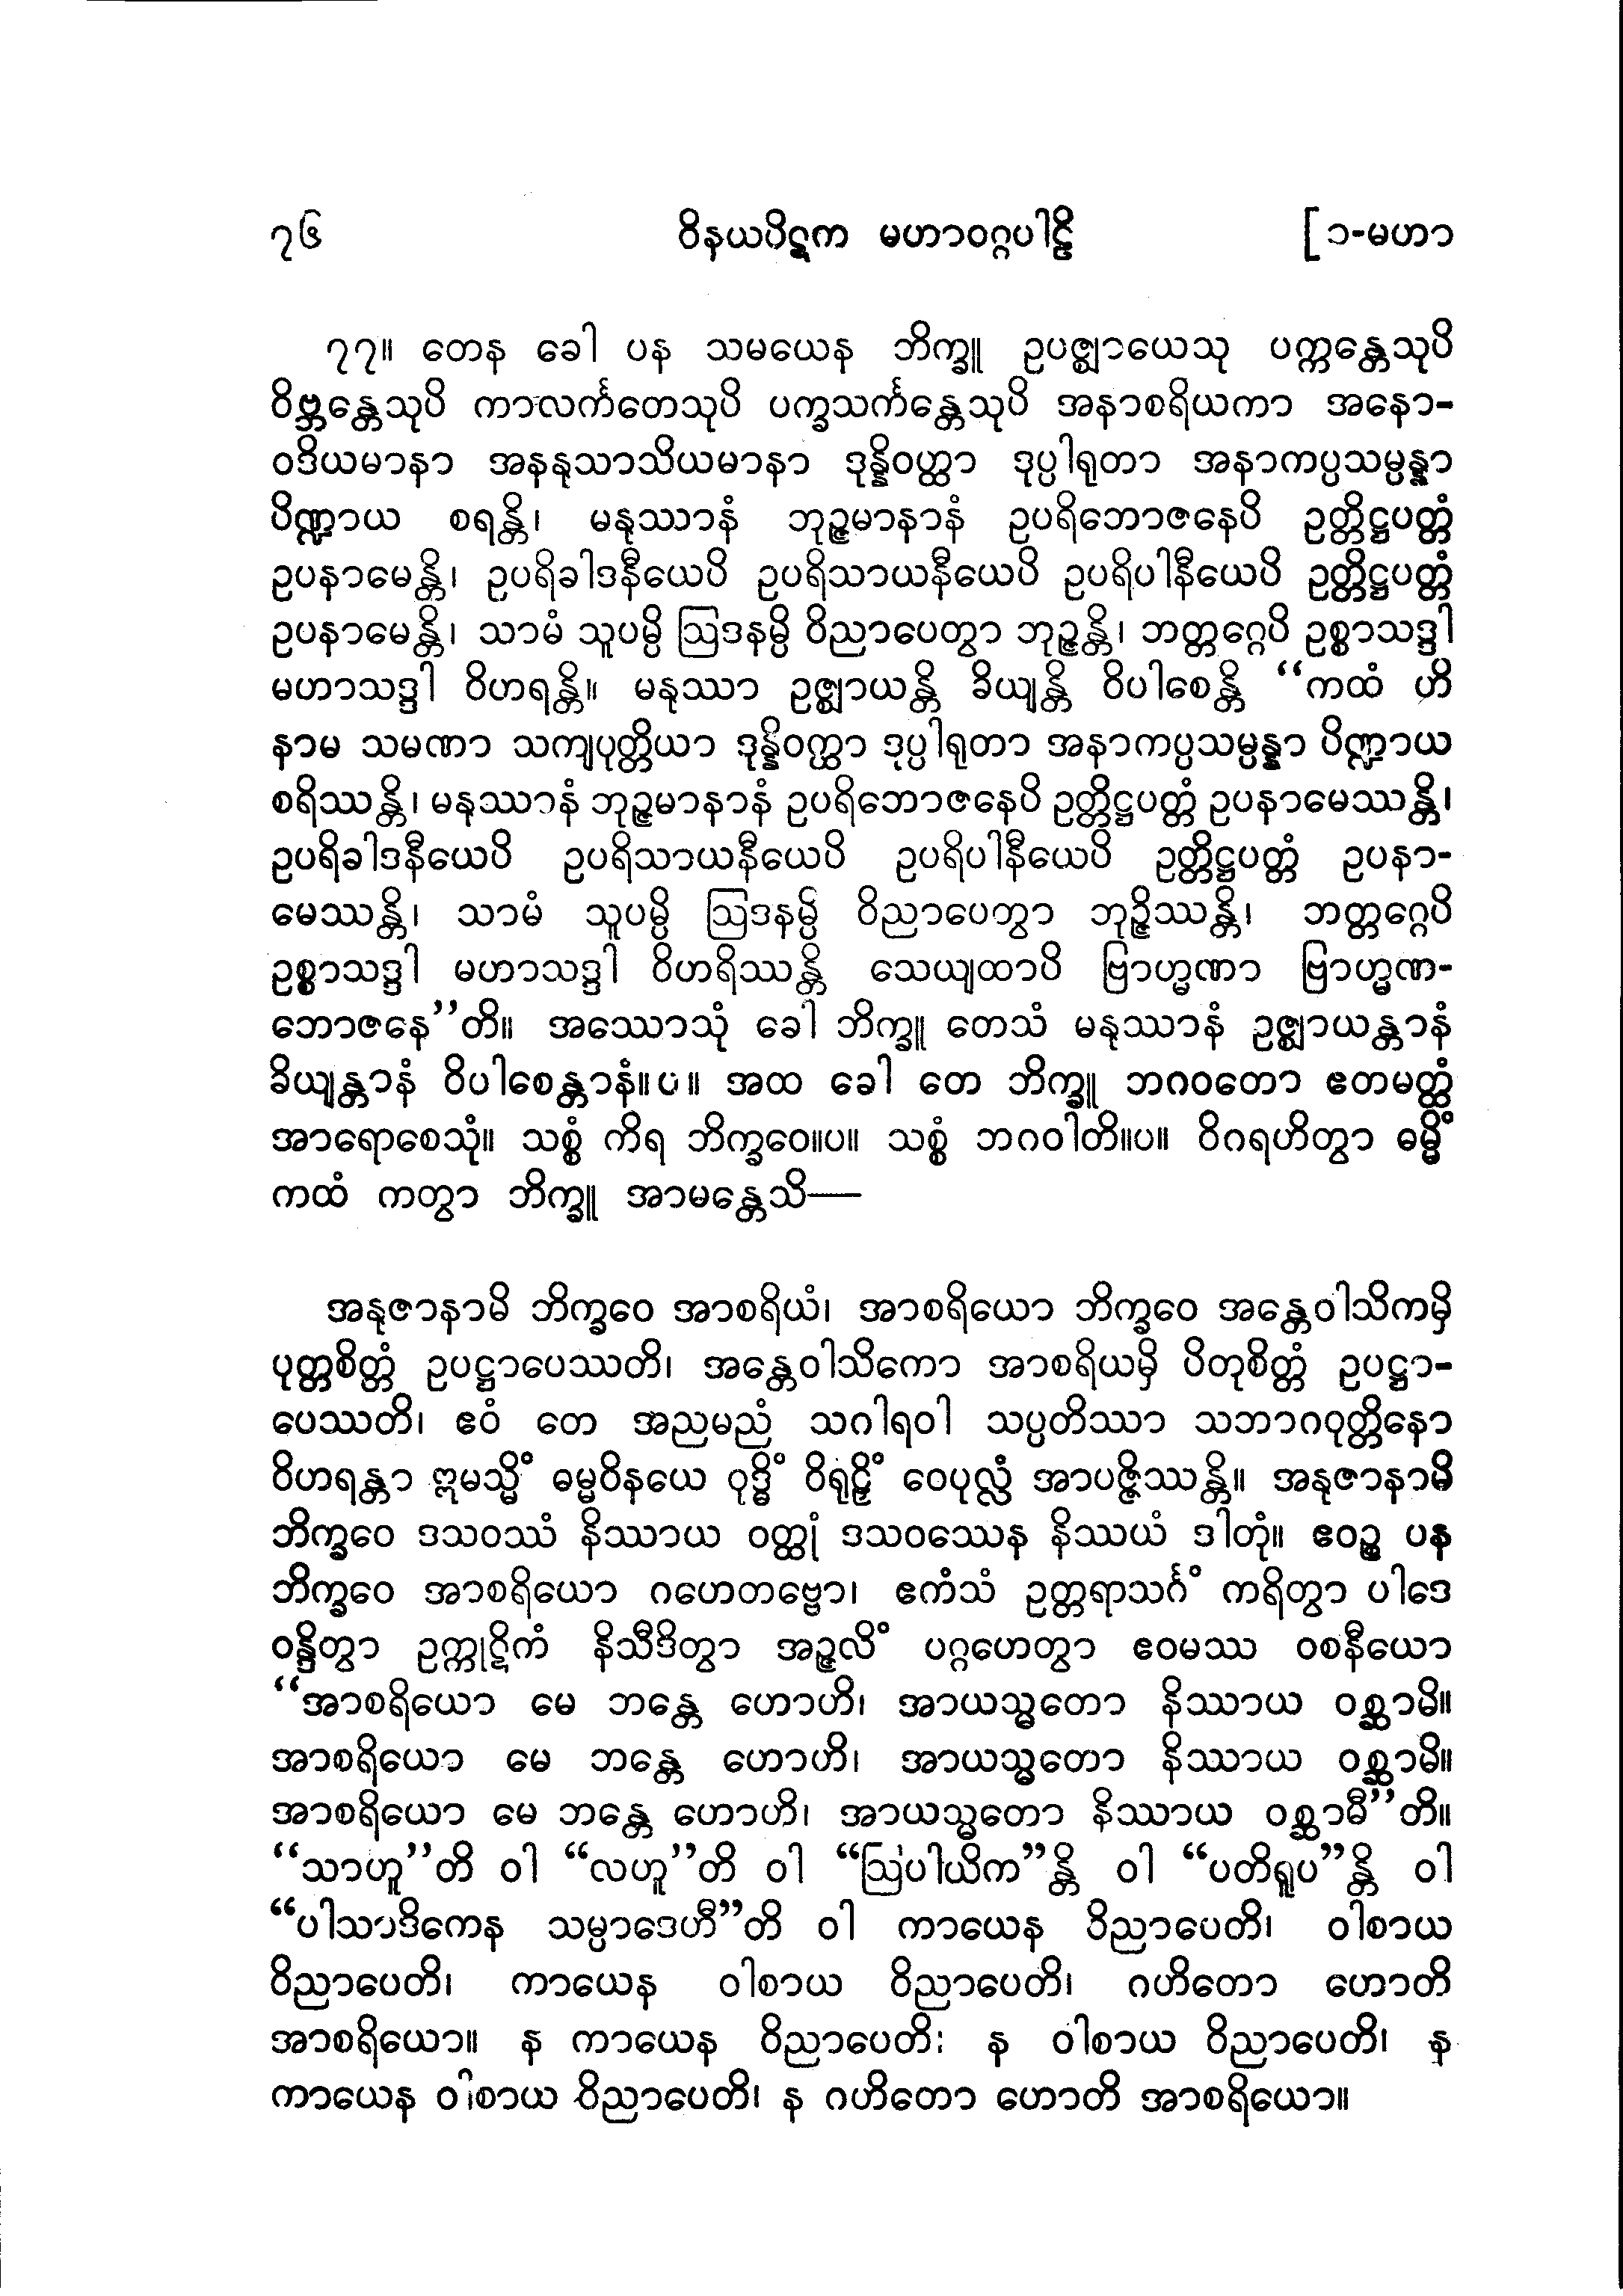 ၇၆ ဝိနယပိဋက မဟာဝဂ္ဂပါဠိ [ ၁-မဟာ
၇၇။ တေန ခေါ ပန သမယေန ဘိက္ခူ ဥပဇ္ဈာယေသု ပက္ကန္တေသုပိ
ဝိဗ္ဘန္တေသုပိ ကာလင်္ကတေသုပိ ပက္ခသင်္ကန္တေသုပိ အနာစရိယကာ အနော-
ဝဒိယမာနာ အနနုသာသိယမာနာ ဒုန္နိဝတ္ထာ ဒုပ္ပါရုတာ အနာကပ္ပသမ္ပန္နာ
ပိဏ္ဍာယ စရန္တိ၊ မနုဿာနံ ဘုဉ္ဇမာနာနံ ဥပရိဘောဇနေပိ ဥတ္တိဋ္ဌပတ္တံ
ဥပနာမေန္တိ၊ ဥပရိခါဒနီယေပိ ဥပရိသာယနီယေပိ ဥပရိပါနီယေပိ ဥတ္တိဋ္ဌပတ္တံ
ဥပနာမေန္တိ၊ သာမံ သူပမ္ပိ ဩဒနမ္ပိ ဝိညာပေတွာ ဘုဉ္ဇန္တိ၊ ဘတ္တဂ္ဂေပိ ဥစ္စာသဒ္ဒါ
မဟာသဒ္ဒါ ဝိဟရန္တိ။ မနုဿာ ဥဇ္ဈာယန္တိ ခိယျန္တိ ဝိပါစေန္တိ “ကထံ ဟိ
နာမ သမဏာ သကျပုတ္တိယာ ဒုန္နိဝတ္ထာ ဒုပ္ပါရုတာ အနာကပ္ပသမ္ပန္နာ ပိဏ္ဍာယ
စရိဿန္တိ၊ မနုဿာနံ ဘုဉ္ဇမာနာနံ ဥပရိဘောဇနေပိ ဥတ္တိဋ္ဌပတ္တံ ဥပနာမေဿန္တိ၊
ဥပရိခါဒနီယေပိ ဥပရိသာယနီယေပိ ဥပရိပါနီယေပိ ဥတ္တိဋ္ဌပတ္တံ ဥပနာ-
မေဿန္တိ၊ သာမံ သူပမ္ပိ ဩဒနမ္ပိ ဝိညာပေတွာ ဘုဉ္ဇိဿန္တိ၊ ဘတ္တဂ္ဂေပိ
ဥစ္စာသဒ္ဒါ မဟာသဒ္ဒါ ဝိဟရိဿန္တိ သေယျထာပိ ဗြာဟ္မဏာ ဗြာဟ္မဏ-
ဘောဇနေ”တိ။ အဿောသုံ ခေါ ဘိက္ခူ တေသံ မနုဿာနံ ဥဇ္ဈာယန္တာနံ
ခိယျန္တာနံ ဝိပါစေန္တာနံ။ပ။ အထ ခေါ တေ ဘိက္ခူ ဘဂဝတော ဧတမတ္ထံ
အာရောစေသုံ။ သစ္စံ ကိရ ဘိက္ခဝေ။ပ။ သစ္စံ ဘဂဝါတိ။ပ။ ဝိဂရဟိတွာ ဓမ္မိံ
ကထံ ကတွာ ဘိက္ခူ အာမန္တေသိ—
အနုဇာနာမိ ဘိက္ခဝေ အာစရိယံ၊ အာစရိယော ဘိက္ခဝေ အန္တေဝါသိကမှိ
ပုတ္တစိတ္တံ ဥပဋ္ဌာပေဿတိ၊ အန္တေဝါသိကော အာစရိယမှိ ပိတုစိတ္တံ ဥပဋ္ဌာ-
ပေဿတိ၊ ဧဝံ တေ အညမညံ သဂါရဝါ သပ္ပတိဿာ သဘာဂဝုတ္တိနော
ဝိဟရန္တာ ဣမသ္မိံ ဓမ္မဝိနယေ ဝုဒ္ဓိံ ဝိရုဠှိံ ဝေပုလ္လံ အာပဇ္ဇိဿန္တိ။ အနုဇာနာမိ
ဘိက္ခဝေ ဒသဝဿံ နိဿာယ ဝတ္ထုံ ဒသဝဿေန နိဿယံ ဒါတုံ။ ဧဝဉ္စ ပန
ဘိက္ခဝေ အာစရိယော ဂဟေတဗ္ဗော၊ ဧကံသံ ဥတ္တရာသင်္ဂံ ကရိတွာ ပါဒေ
ဝန္ဒိတွာ ဥက္ကုဋိကံ နိသီဒိတွာ အဉ္ဇလိံ ပဂ္ဂဟေတွာ ဧဝမဿ ဝစနီယော
“အာစရိယော မေ ဘန္တေ ဟောဟိ၊ အာယသ္မတော နိဿာယ ဝစ္ဆာမိ။
အာစရိယော မေ ဘန္တေ ဟောဟိ၊ အာယသ္မတော နိဿာယ ဝစ္ဆာမိ။
အာစရိယော မေ ဘန္တေ ဟောဟိ၊ အာယသ္မတော နိဿာယ ဝစ္ဆာမီ”တိ။
“သာဟူ”တိ ဝါ “လဟူ”တိ ဝါ “ဩပါယိက”န္တိ ဝါ “ပတိရူပ”န္တိ ဝါ
“ပါသာဒိကေန သမ္ပာဒေဟီ”တိ ဝါ ကာယေန ဝိညာပေတိ၊ ဝါစာယ
ဝိညာပေတိ၊ ကာယေန ဝါစာယ ဝိညာပေတိ၊ ဂဟိတော ဟောတိ
အာစရိယော။ န ကာယေန ဝိညာပေတိ၊ န ဝါစာယ ဝိညာပေတိ၊ န
ကာယေန ဝါစာယ ဝိညာပေတိ၊ န ဂဟိတော ဟောတိ အာစရိယော။